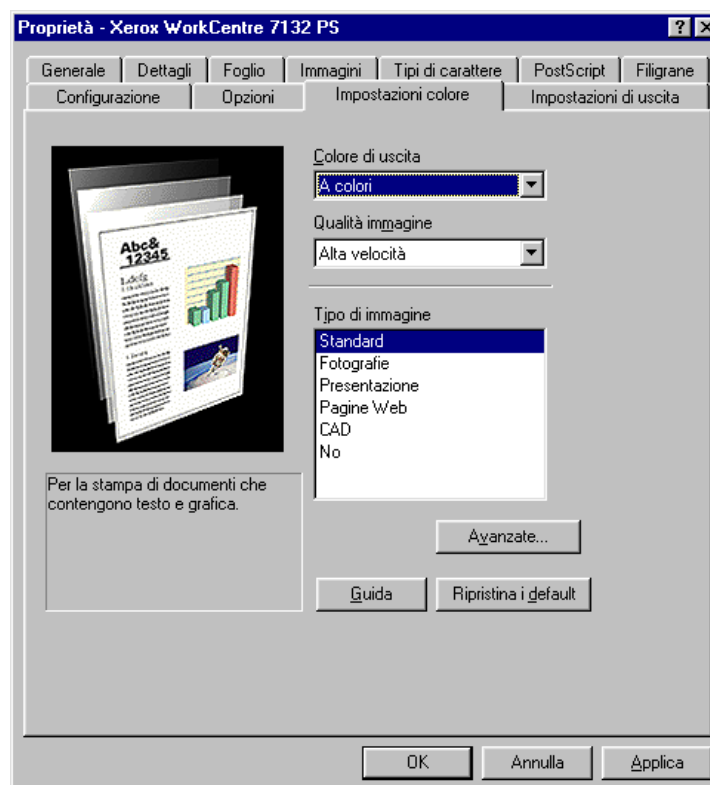 Proprietà - Xerox WorkCentre 7132 PS
Generale Dettagli Foglio Immagini Tipi di carattere PostScript Filigrane
Configurazione Opzioni Impostazioni colore Impostazioni di uscita
Colore di uscita
A colori
Qualità immagine
Alta velocità
Tipo di immagine
Standard
Fotografie
Presentazione
Pagine Web
CAD
No
Abc&
12345
Per la stampa di documenti che
contengono testo e grafica.
Avanzate...
Guida Ripristina i default
OK Annulla Applica